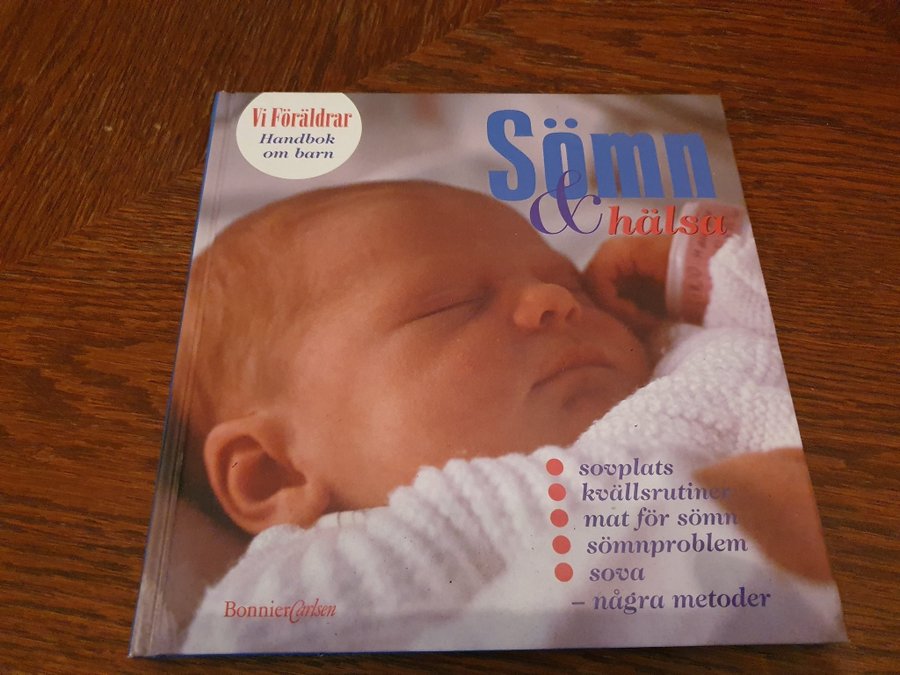 Vi Föräldrar
Handbok
om barn
Sömn
& hälsa
sovplats
kvällsrutiner
mat för sömn
sömnproblem
sova
– några metoder
BonnierCarlsen